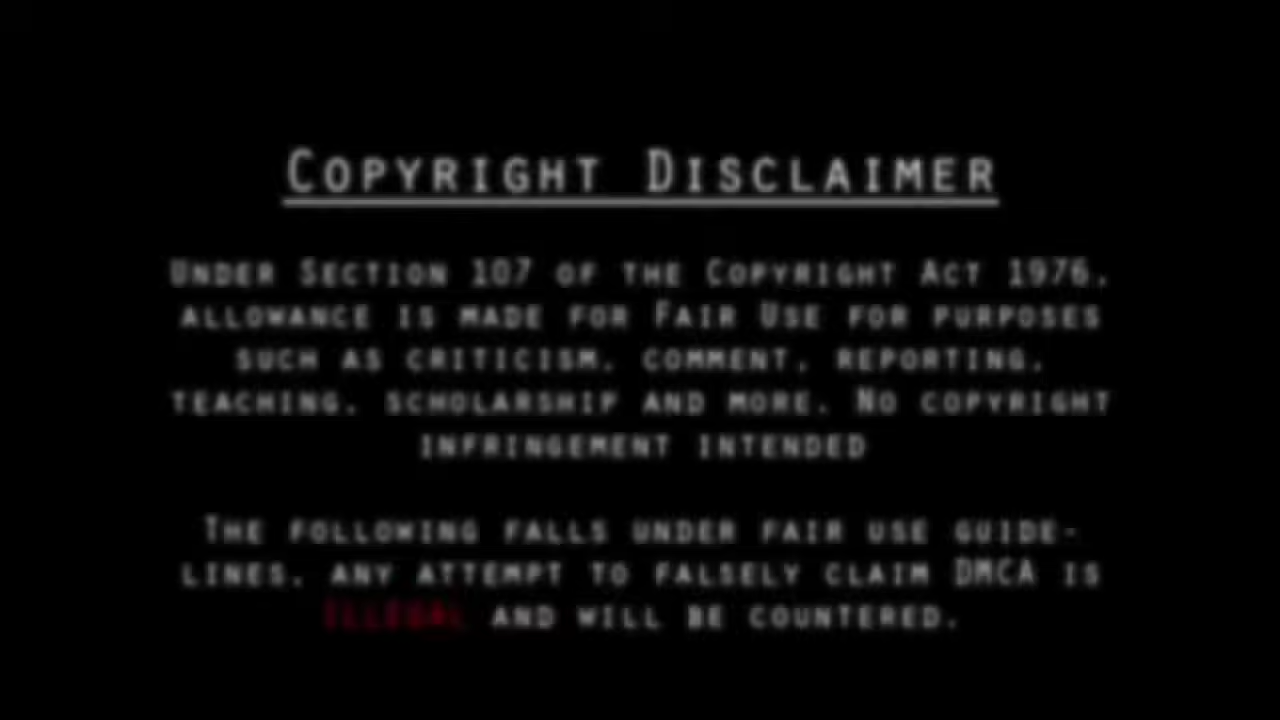 Copyright Disclaimer
Under Section 107 of the Copyright Act 1976,
allowance is made for Fair Use for purposes
such as criticism, comment, reporting,
teaching, scholarship and more. No copyright
infringement intended
The following falls under fair use guide-
lines, any attempt to falsely claim DMCA is
illegal and will be countered.